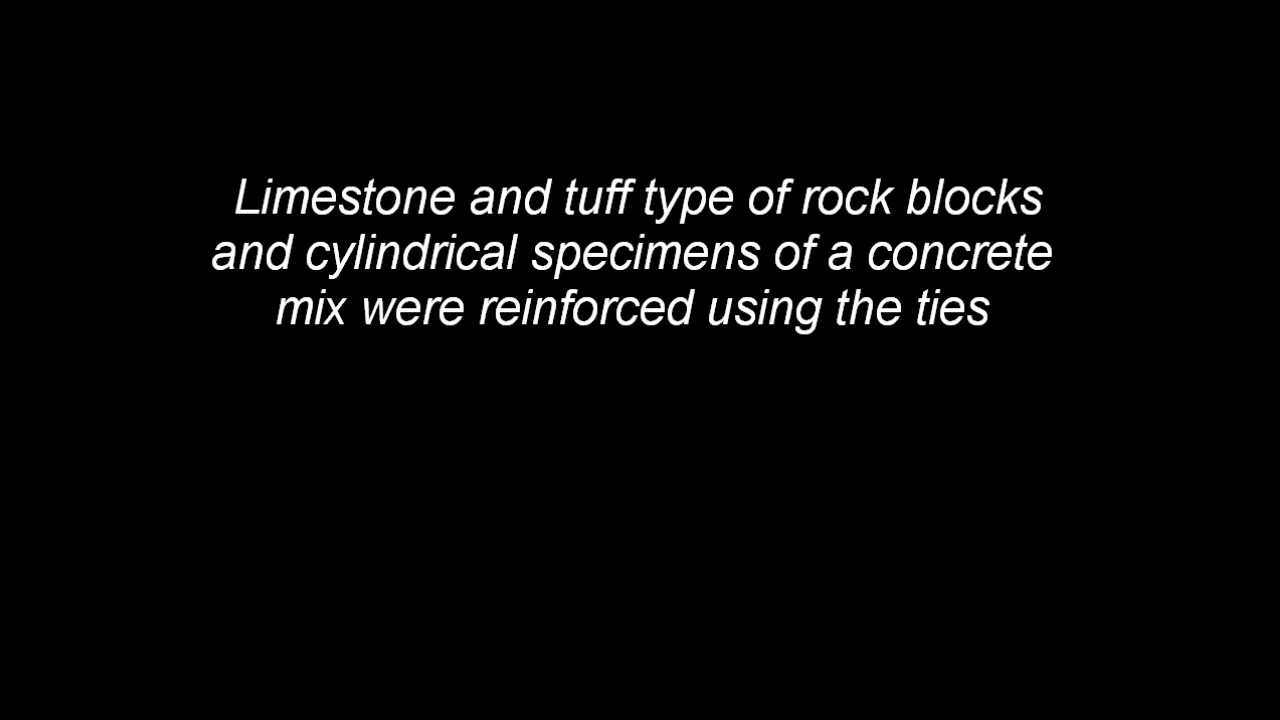 Limestone and tuff type of rock blocks
and cylindrical specimens of a concrete
mix were reinforced using the ties